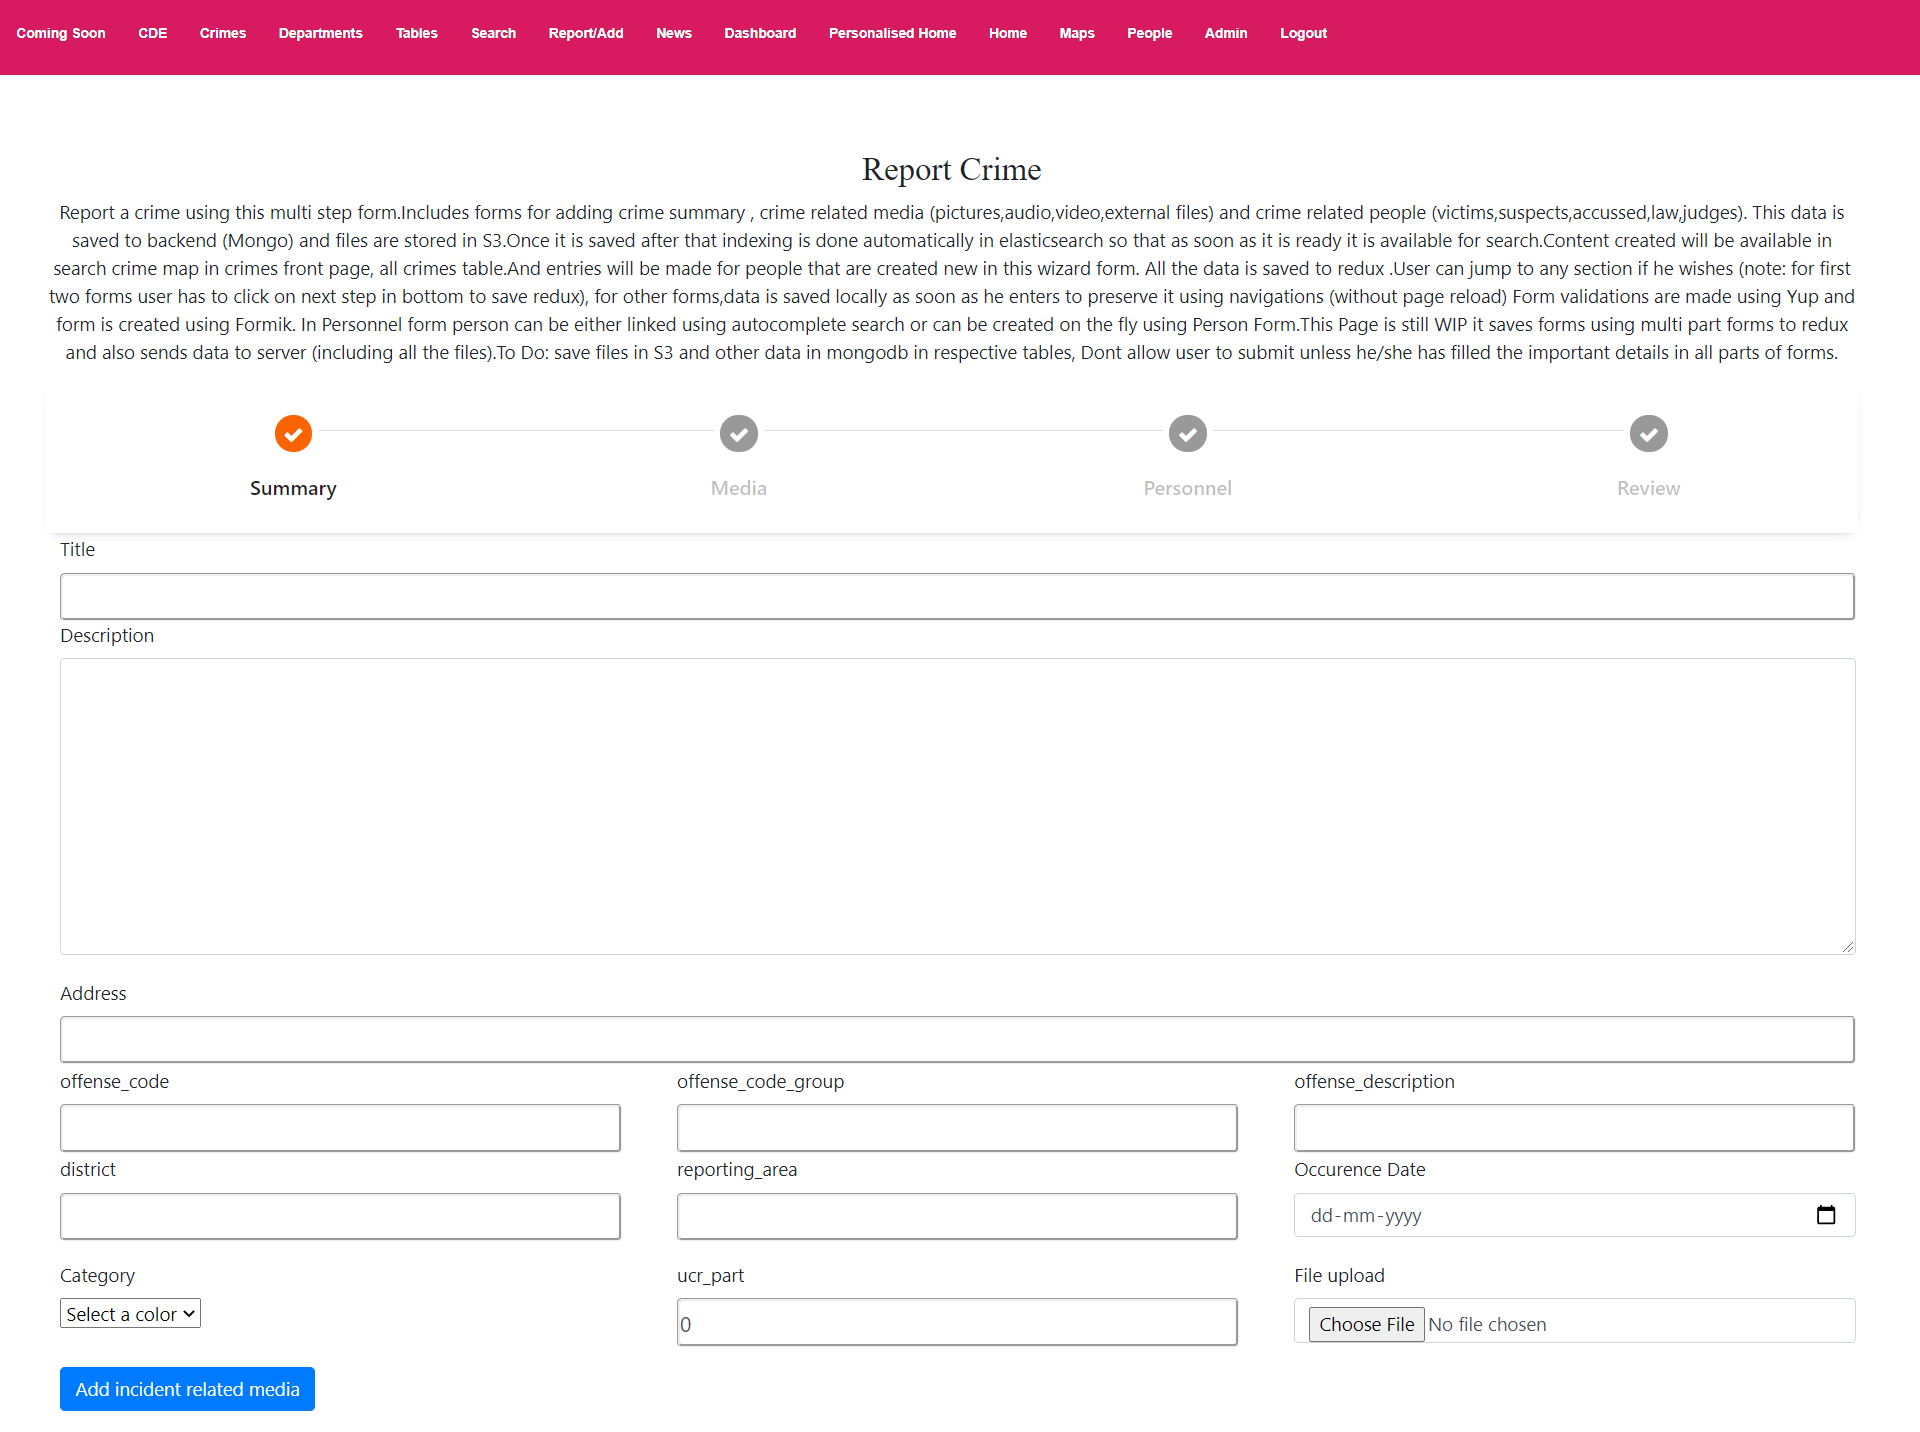 Coming Soon CDE Crimes Departments Tables Search Report/Add News Dashboard Personalised Home Home Maps People Admin Logout
Report Crime
Report a crime using this multi step form.Includes forms for adding crime summary , crime related media (pictures,audio,video,external files) and crime related people (victims,suspects,accussed,law,judges). This data is
saved to backend (Mongo) and files are stored in S3.Once it is saved after that indexing is done automatically in elasticsearch so that as soon as it is ready it is available for search.Content created will be available in
search crime map in crimes front page, all crimes table.And entries will be made for people that are created new in this wizard form. All the data is saved to redux .User can jump to any section if he wishes (note: for first
two forms user has to click on next step in bottom to save redux), for other forms,data is saved locally as soon as he enters to preserve it using navigations (without page reload) Form validations are made using Yup and
form is created using Formik. In Personnel form person can be either linked using autocomplete search or can be created on the fly using Person Form.This Page is still WIP it saves forms using multi part forms to redux
and also sends data to server (including all the files).To Do: save files in S3 and other data in mongodb in respective tables, Dont allow user to submit unless he/she has filled the important details in all parts of forms.
Summary Media Personnel Review
Title
Description
Address
offense_code offense_code_group offense_description
district reporting_area Occurence Date
dd-mm-yyyy
Category ucr_part File upload
Select a color 0 Choose File No file chosen
Add incident related media